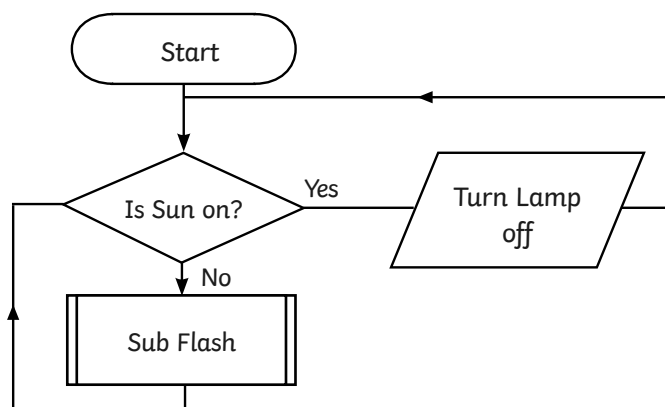 Start
Is Sun on?
Yes
Turn Lamp
off
No
Sub Flash